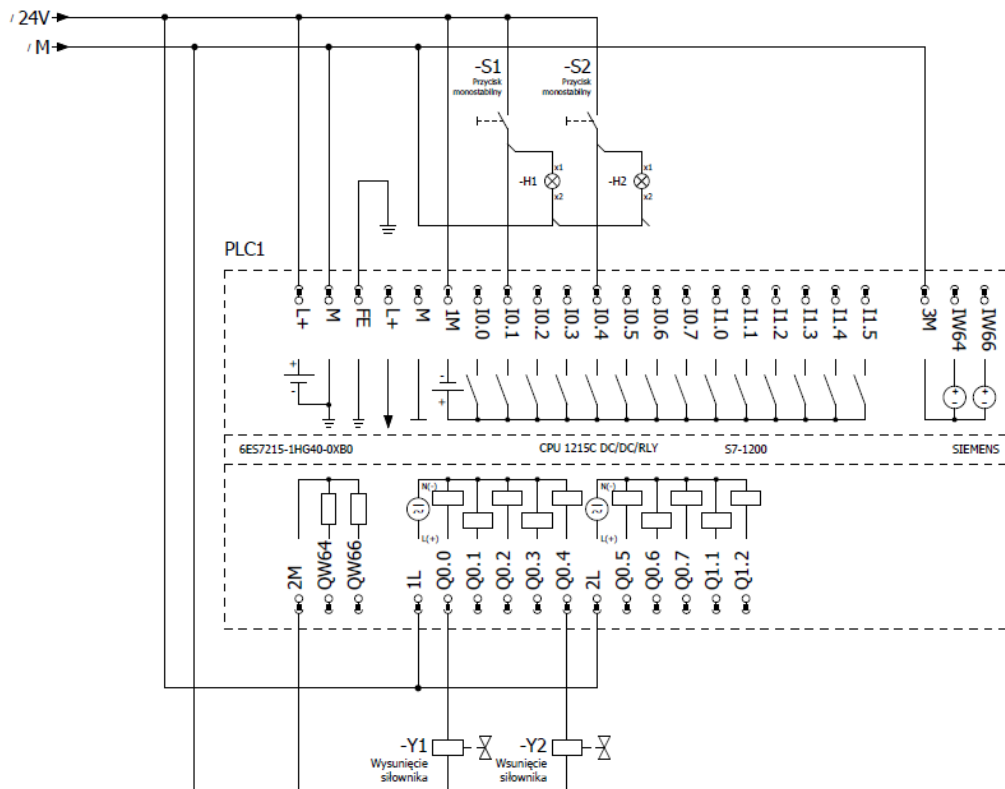 / 24V
/ M
-S1
Przycisk
monostabilny
-S2
Przycisk
monostabilny
-H1
x1
x2
-H2
x1
x2
PLC1
L+
M
FE
L+
M
1M
I0.0
I0.1
I0.2
I0.3
I0.4
I0.5
I0.6
I0.7
I1.0
I1.1
I1.2
I1.3
I1.4
I1.5
3M
IW64
IW66
+
-
-
+
+
-
+
-
6ES7215-1HG40-0XB0
CPU 1215C DC/DC/RLY
S7-1200
SIEMENS
N(-)
L(+)
N(-)
L(+)
2M
QW64
QW66
1L
Q0.0
Q0.1
Q0.2
Q0.3
Q0.4
2L
Q0.5
Q0.6
Q0.7
Q1.1
Q1.2
-Y1
Wysunięcie
siłownika
-Y2
Wsunięcie
siłownika